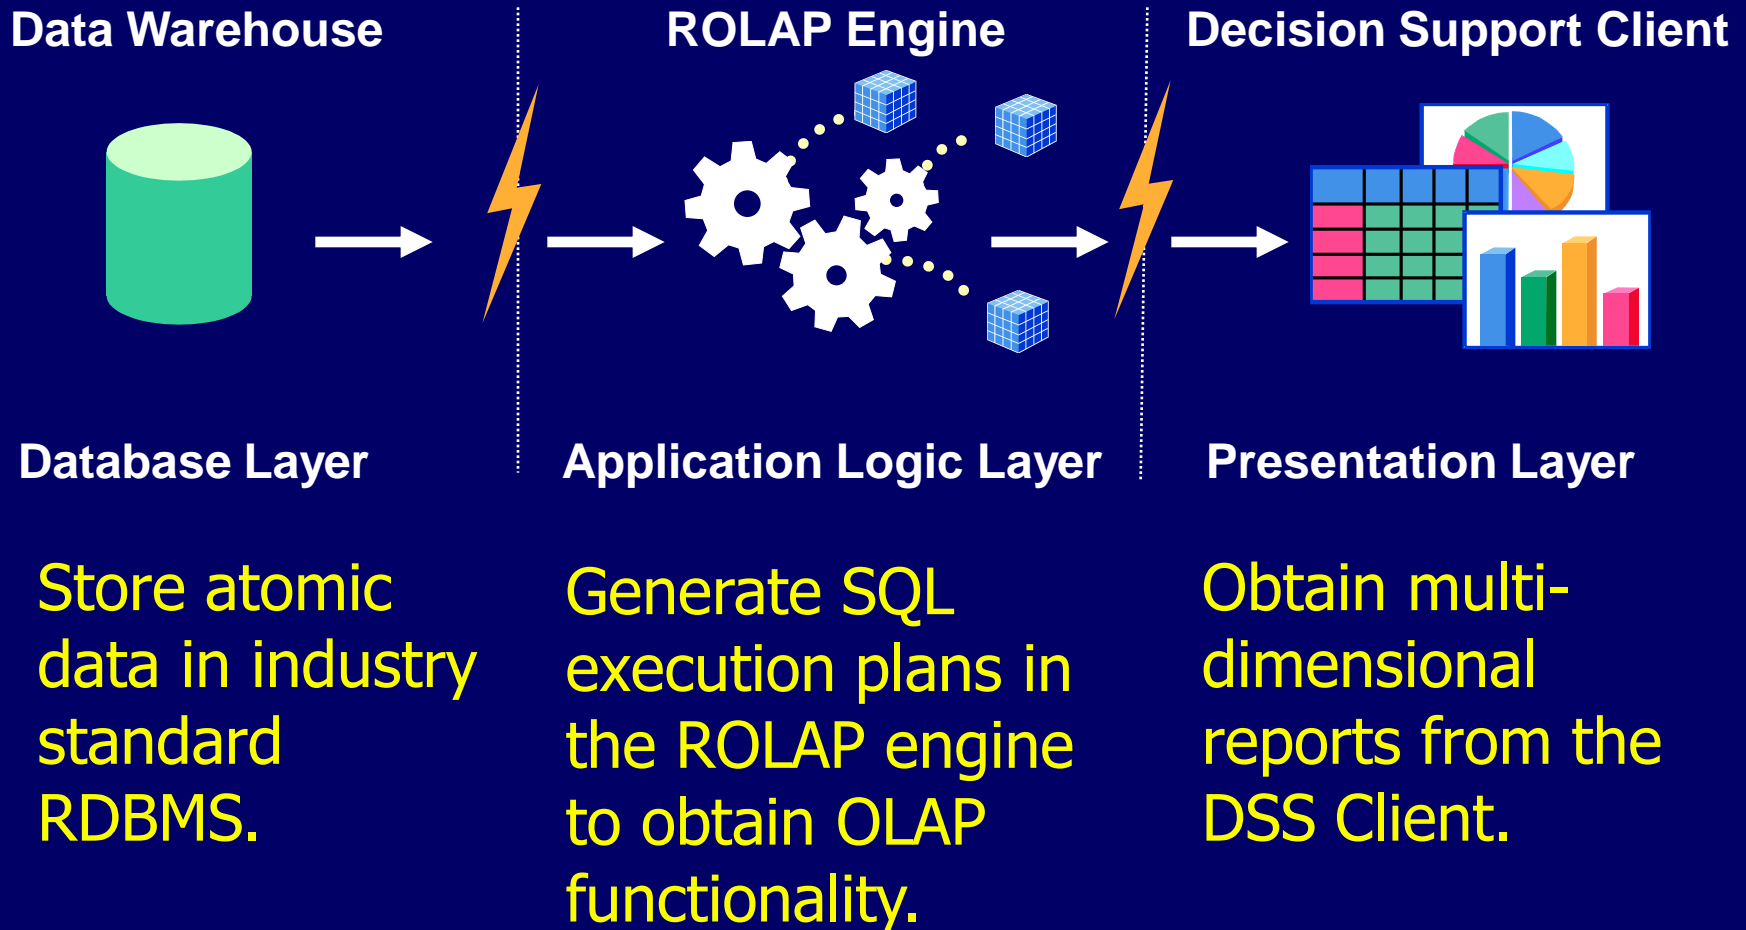 Data Warehouse
ROLAP Engine
Decision Support Client
Database Layer
Application Logic Layer
Presentation Layer
Store atomic
data in industry
standard
RDBMS.
Generate SQL
execution plans in
the ROLAP engine
to obtain OLAP
functionality.
Obtain multi-
dimensional
reports from the
DSS Client.